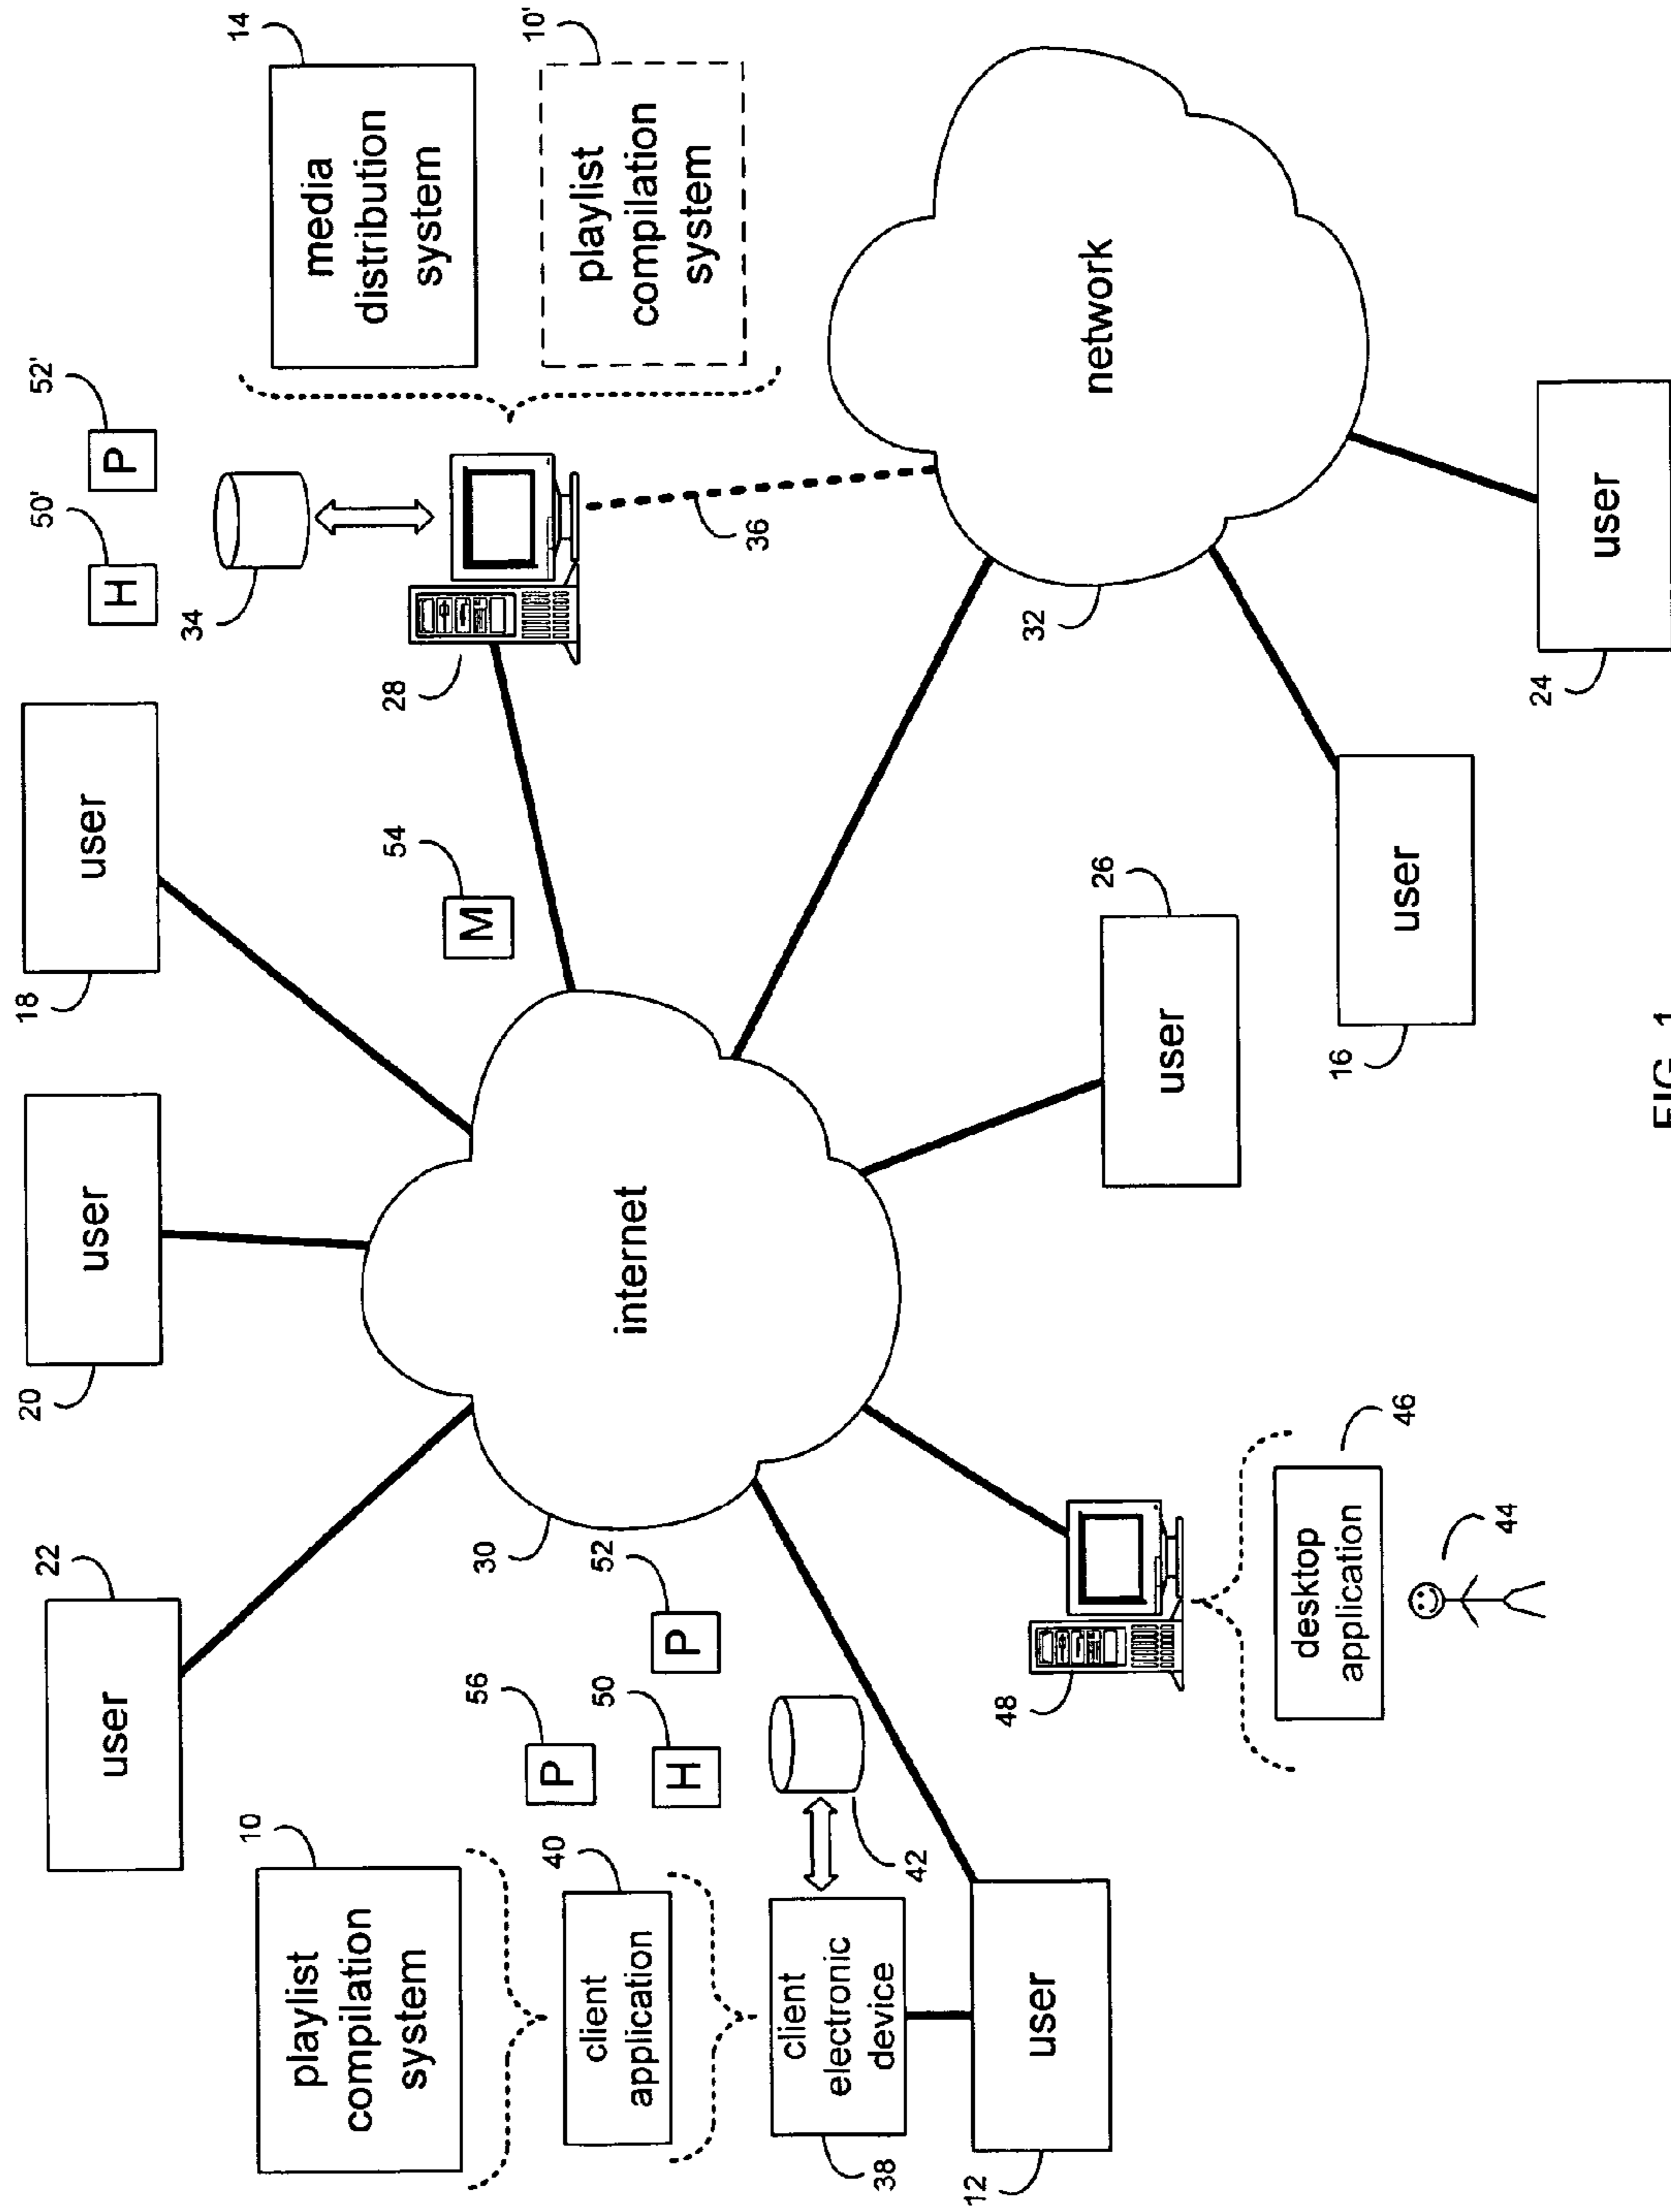 22
user
20
user
18
user
50'
H
52'
P
34
28
14
media
distribution
system
10'
playlist
compilation
system
10
playlist
compilation
system
56
P
50
H
52
P
54
M
36
30
internet
32
network
40
client
application
42
38
client
electronic
device
12
user
48
46
desktop
application
44
26
user
16
user
24
user
FIG. 1